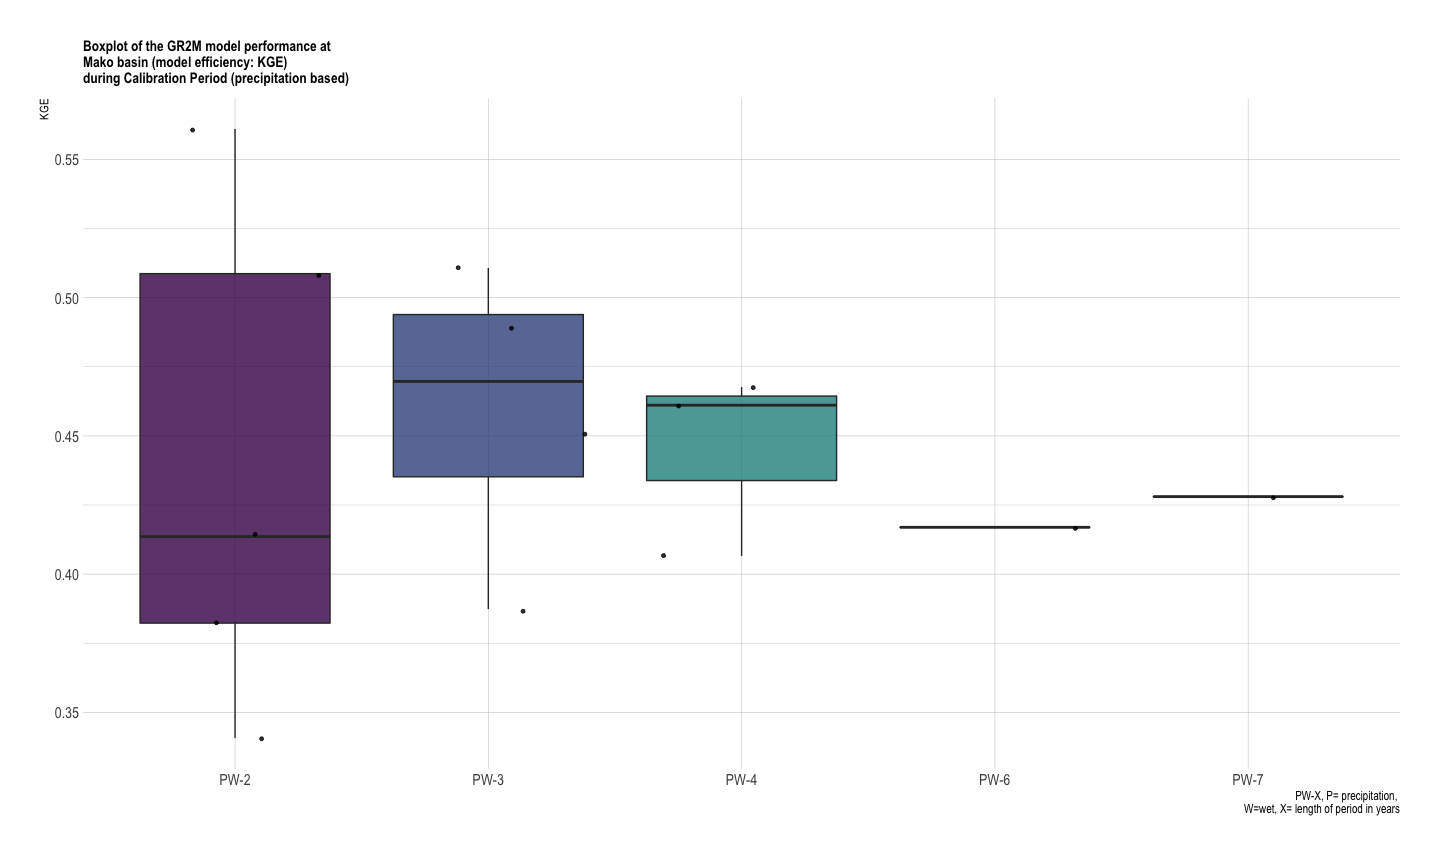 Boxplot of the GR2M model performance at
Mako basin (model efficiency: KGE)
during Calibration Period (precipitation based)
KGE
0.55
0.50
0.45
0.40
0.35
PW-2 PW-3 PW-4 PW-6 PW-7
PW-X, P= precipitation,
W=wet, X= length of period in years